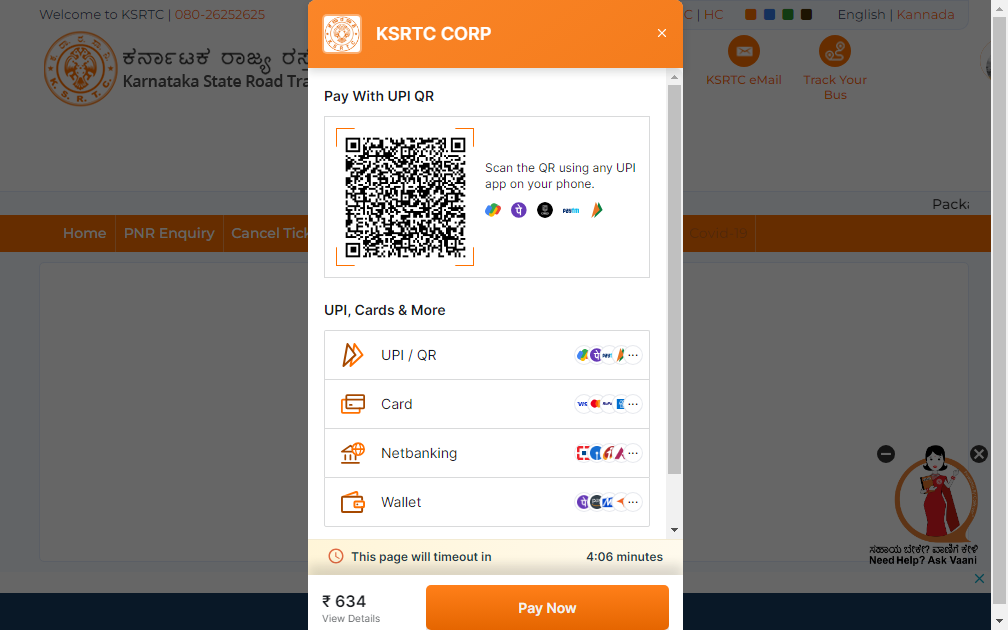 Welcome to KSRTC | 080-26252625
HC
English | Kannada
KSRTC CORP
ಕರ್ನಾಟಕ ರಾಜ್ಯ
Karnataka State Road Tra
K.S.R.T.C.
KSRTC eMail
Track Your
Bus
Pay With UPI QR
Scan the QR using any UPI
app on your phone.
Home
PNR Enquiry
Cancel Tick
Covid-19
UPI, Cards & More
UPI / QR
Card
Netbanking
Wallet
This page will timeout in
4:06 minutes
₹ 634
View Details
Pay Now
ಸಹಾಯ ಬೇಕೇ? ವಾಣಿಗೆ ಕೇಳಿ
Need Help? Ask Vaani